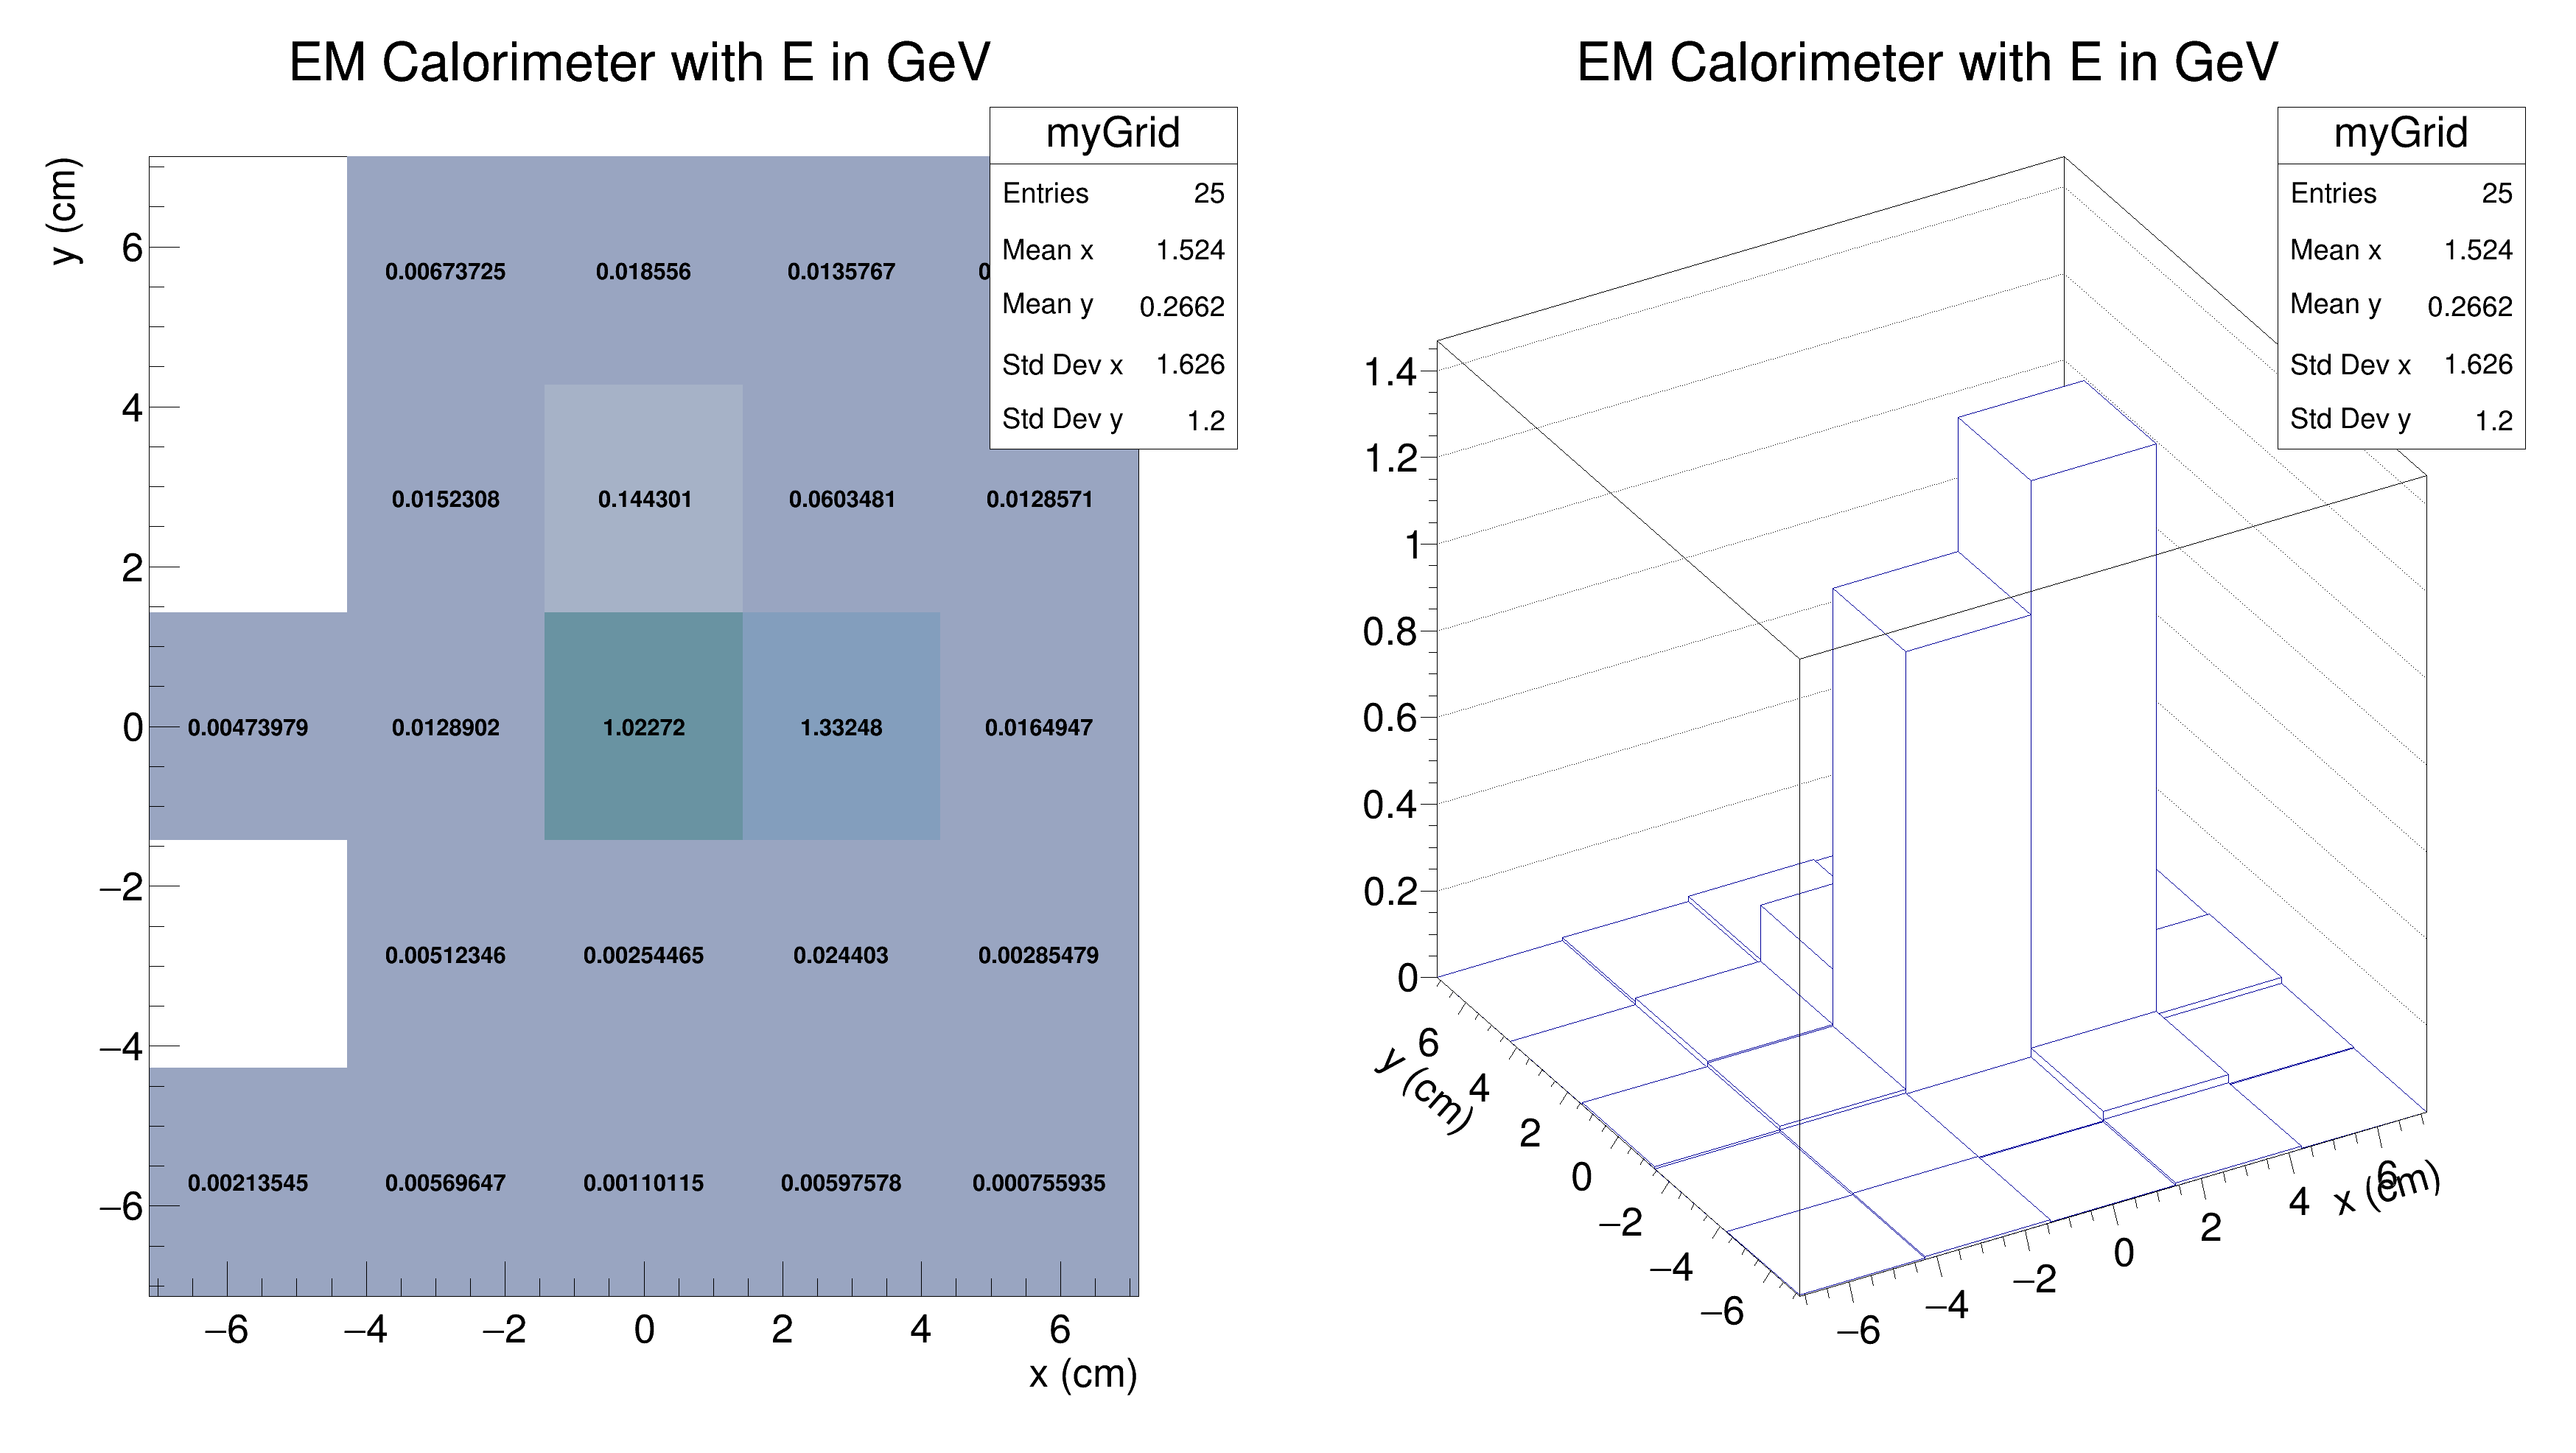 EM Calorimeter with E in GeV
myGrid
Entries 25
Mean x 1.524
Mean y 0.2662
Std Dev x 1.626
Std Dev y 1.2
y (cm)
6
4
2
0
−2
−4
−6
0.00673725 0.018556 0.0135767
0.0152308 0.144301 0.0603481 0.0128571
0.00473979 0.0128902 1.02272 1.33248 0.0164947
0.00512346 0.00254465 0.024403 0.00285479
0.00213545 0.00569647 0.00110115 0.00597578 0.000755935
−6 −4 −2 0 2 4 6
x (cm)
EM Calorimeter with E in GeV
myGrid
Entries 25
Mean x 1.524
Mean y 0.2662
Std Dev x 1.626
Std Dev y 1.2
1.4
1.2
1
0.8
0.6
0.4
0.2
0
6
4
2
0
−2
−4
−6
y (cm)
−6
−4
−2
0
2
4
6
x (cm)